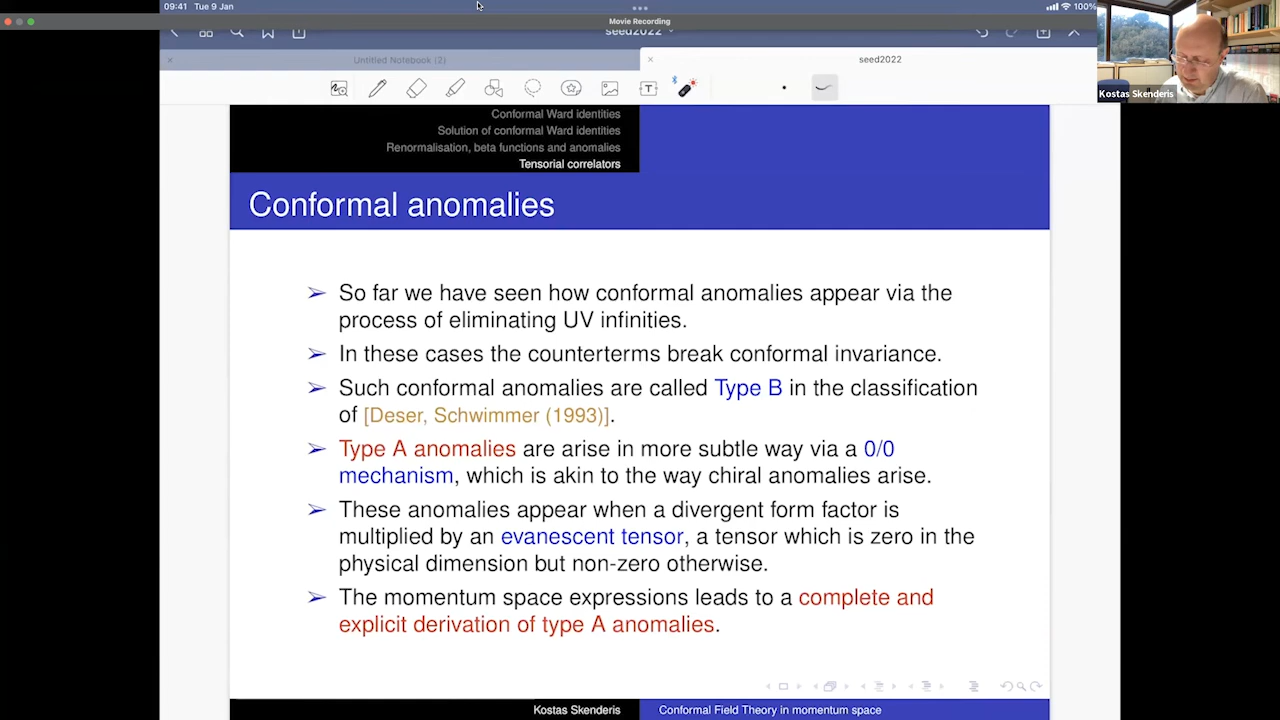 09:41 Tue 9 Jan
100%
Movie Recording
seed2022
Untitled Notebook (2)
seed2022
Kostas Skenderis
Conformal Ward identities
Solution of conformal Ward identities
Renormalisation, beta functions and anomalies
Tensorial correlators
Conformal anomalies
➢ So far we have seen how conformal anomalies appear via the
process of eliminating UV infinities.
➢ In these cases the counterterms break conformal invariance.
➢ Such conformal anomalies are called Type B in the classification
of [Deser, Schwimmer (1993)].
➢ Type A anomalies are arise in more subtle way via a 0/0
mechanism, which is akin to the way chiral anomalies arise.
➢ These anomalies appear when a divergent form factor is
multiplied by an evanescent tensor, a tensor which is zero in the
physical dimension but non-zero otherwise.
➢ The momentum space expressions leads to a complete and
explicit derivation of type A anomalies.
Kostas Skenderis
Conformal Field Theory in momentum space